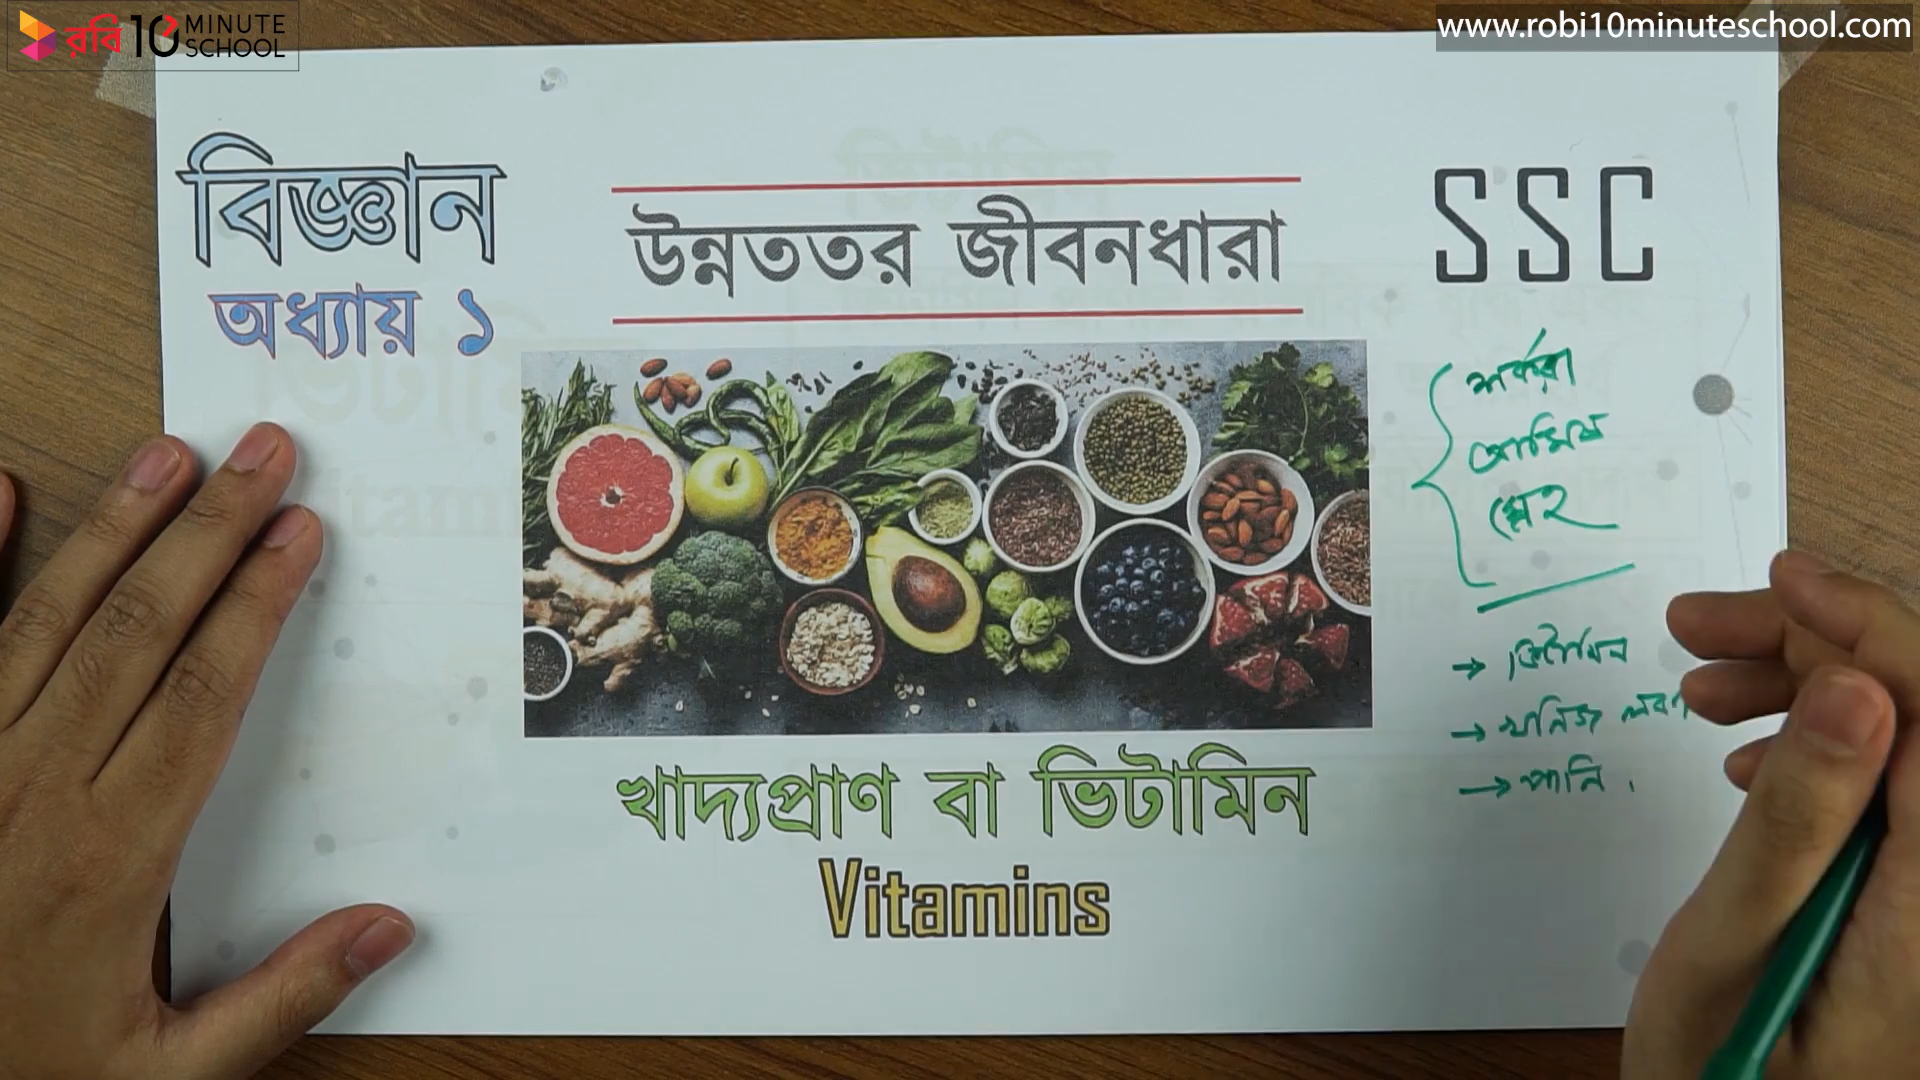 রবি 10 MINUTE SCHOOL
www.robi10minuteschool.com
বিজ্ঞান
অধ্যায় ১
উন্নততর জীবনধারা
SSC
শর্করা
আমিষ
স্নেহ
→ ভিটামিন
→ খনিজ লবণ
→ পানি।
খাদ্যপ্রাণ বা ভিটামিন
Vitamins